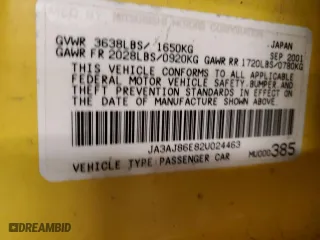 JAPAN
GVWR 3638LBS/ 1650KG SEP 2001
GAWR FR 2028LBS/0920KG GAWR RR 1720LBS/0780KG
THIS VEHICLE CONFORMS TO ALL APPLICABLE
FEDERAL MOTOR VEHICLE SAFETY, BUMPER, AND
THEFT PREVENTION STANDARDS IN EFFECT ON
THE DATE OF MANUFACTURE SHOWN ABOVE.
JA3AJ86E82U024463
VEHICLE TYPE: PASSENGER CAR MU000385
DREAMBID